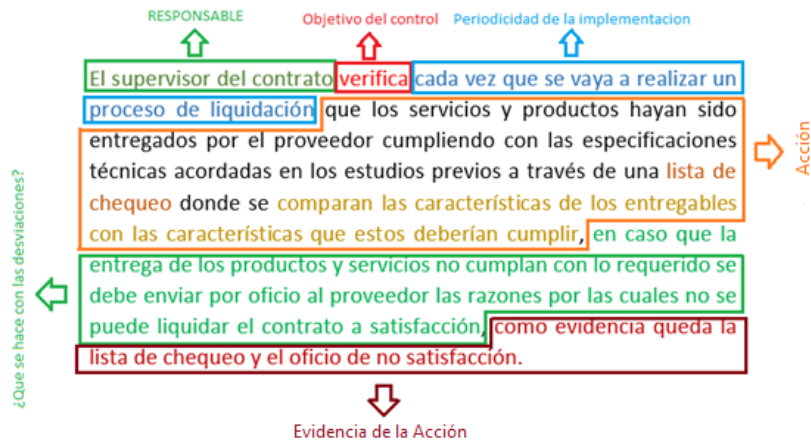 RESPONSABLE
Objetivo del control
Periodicidad de la implementacion
El supervisor del contrato verifica cada vez que se vaya a realizar un
proceso de liquidación que los servicios y productos hayan sido
entregados por el proveedor cumpliendo con las especificaciones
técnicas acordadas en los estudios previos a través de una lista de
chequeo donde se comparan las características de los entregables
con las características que estos deberían cumplir, en caso que la
entrega de los productos y servicios no cumplan con lo requerido se
debe enviar por oficio al proveedor las razones por las cuales no se
puede liquidar el contrato a satisfacción, como evidencia queda la
lista de chequeo y el oficio de no satisfacción.
Acción
¿Que se hace con las desviaciones?
Evidencia de la Acción